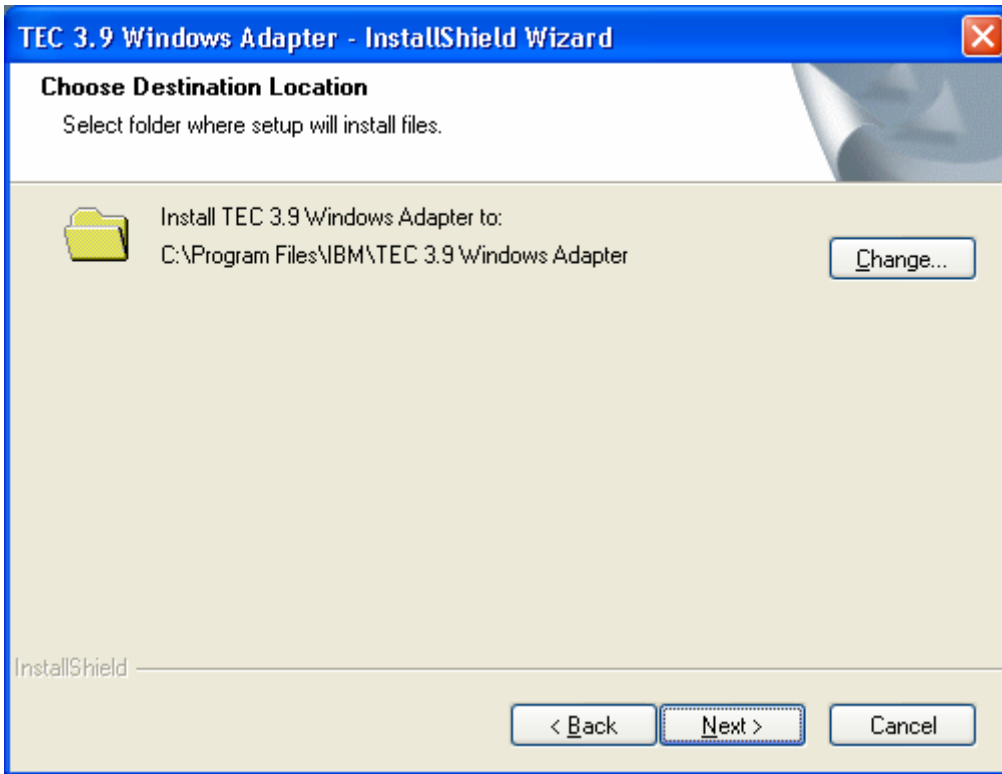 TEC 3.9 Windows Adapter - InstallShield Wizard
Choose Destination Location
Select folder where setup will install files.
Install TEC 3.9 Windows Adapter to:
C:\Program Files\IBM\TEC 3.9 Windows Adapter
Change...
InstallShield
< Back
Next >
Cancel